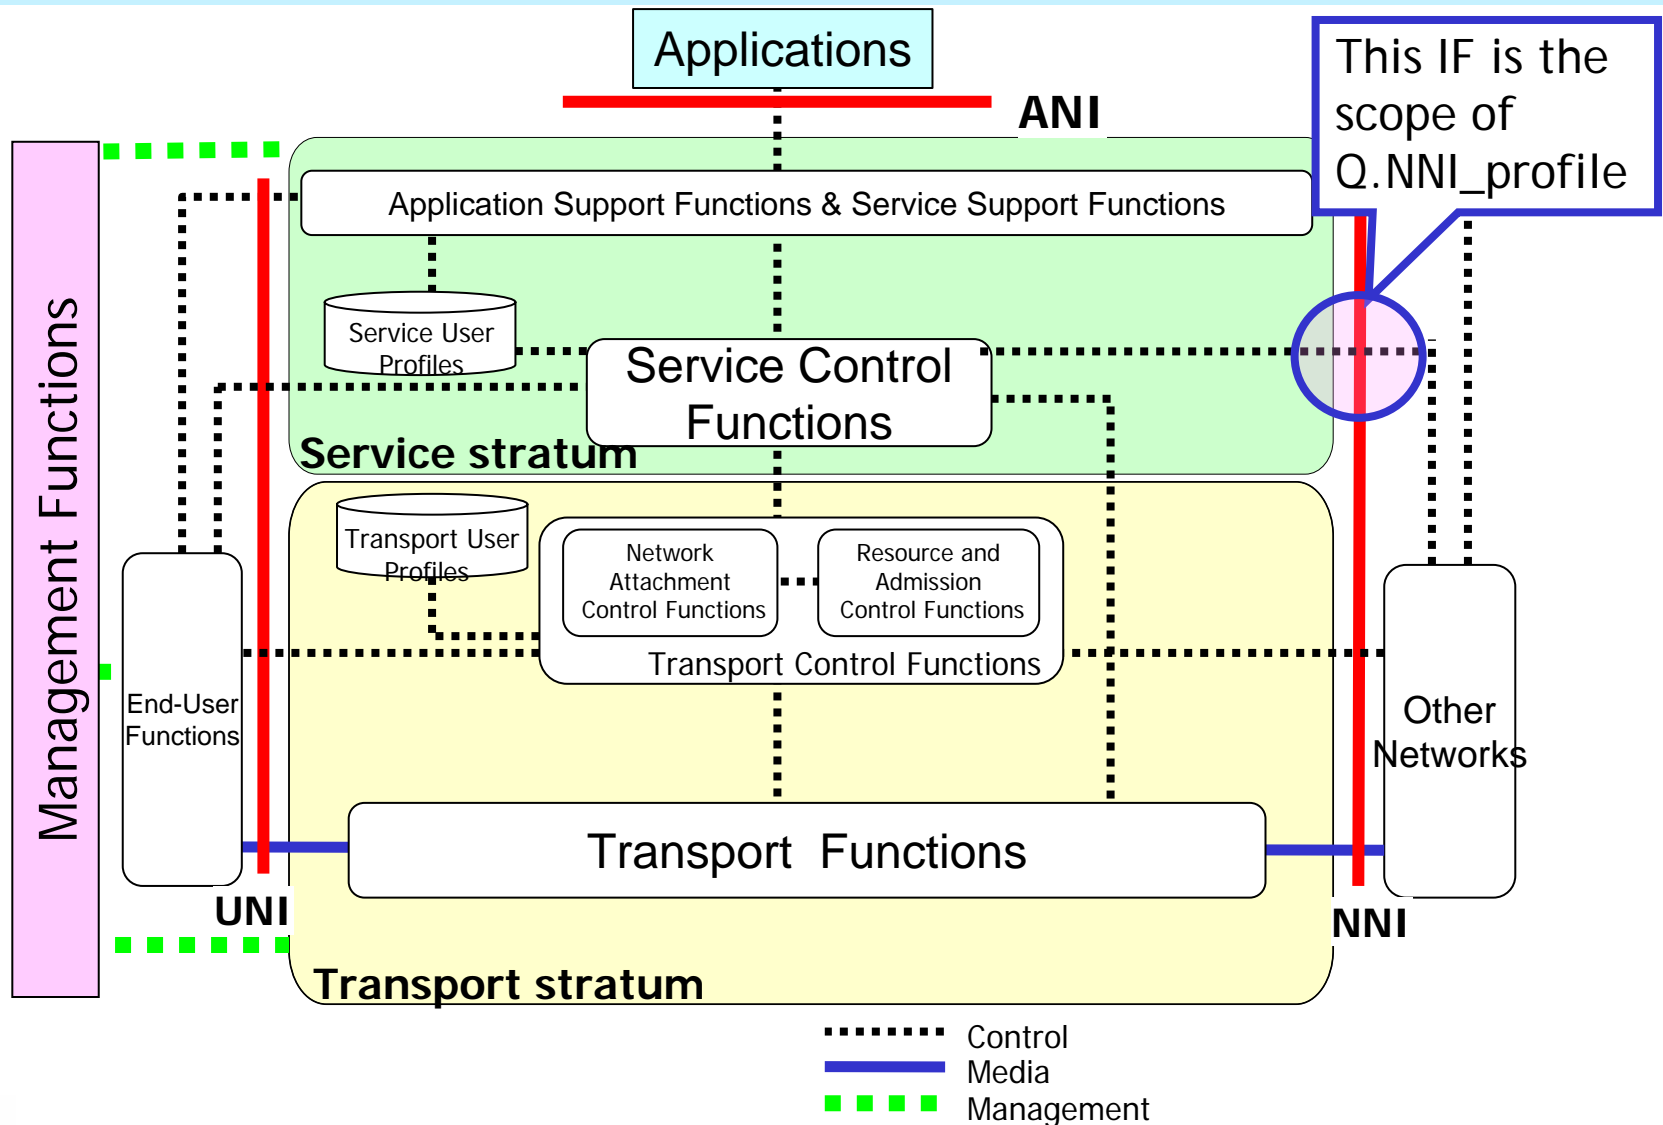 Applications
This IF is the
scope of
Q.NNI_profile
ANI
Application Support Functions & Service Support Functions
Service User
Profiles
Service Control
Functions
Service stratum
Management Functions
Transport User
Profiles
Network
Attachment
Control Functions
Resource and
Admission
Control Functions
Transport Control Functions
End-User
Functions
Other
Networks
Transport Functions
UNI
NNI
Transport stratum
Control
Media
Management